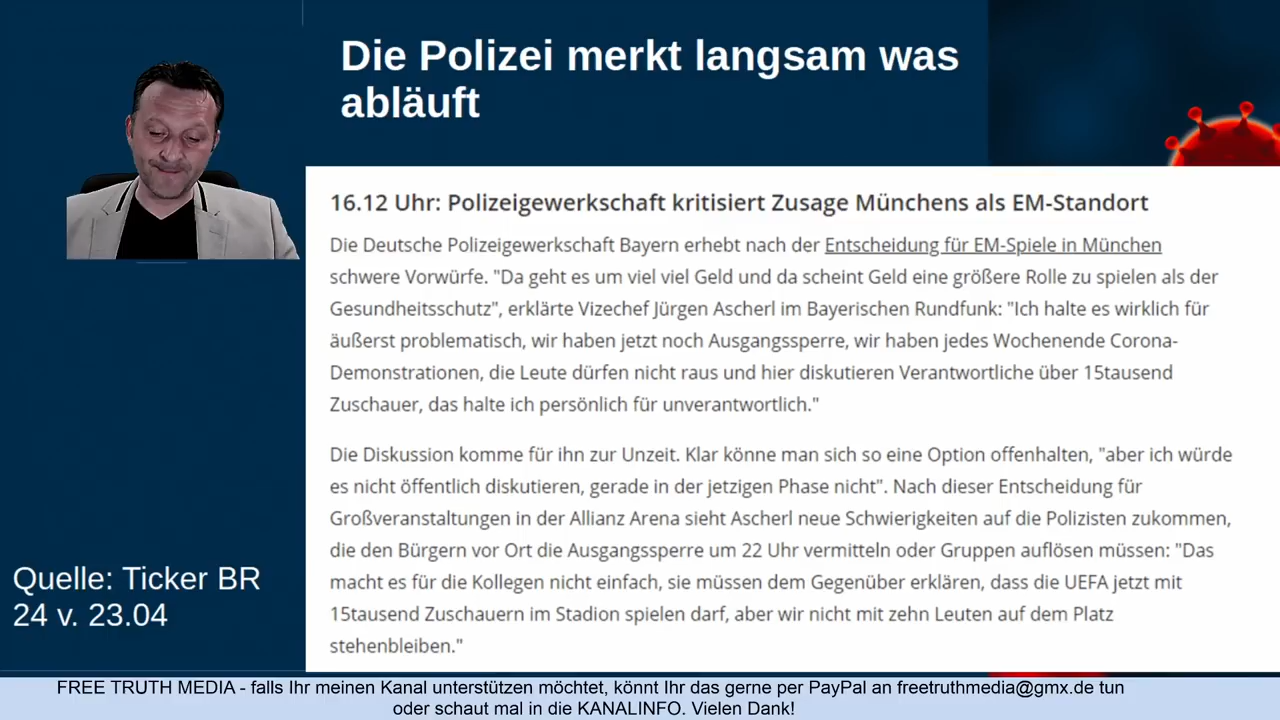 Die Polizei merkt langsam was
abläuft
16.12 Uhr: Polizeigewerkschaft kritisiert Zusage Münchens als EM-Standort
Die Deutsche Polizeigewerkschaft Bayern erhebt nach der Entscheidung für EM-Spiele in München
schwere Vorwürfe. "Da geht es um viel viel Geld und da scheint Geld eine größere Rolle zu spielen als der
Gesundheitsschutz", erklärte Vizechef Jürgen Ascherl im Bayerischen Rundfunk: "Ich halte es wirklich für
äußerst problematisch, wir haben jetzt noch Ausgangssperre, wir haben jedes Wochenende Corona-
Demonstrationen, die Leute dürfen nicht raus und hier diskutieren Verantwortliche über 15tausend
Zuschauer, das halte ich persönlich für unverantwortlich."
Die Diskussion komme für ihn zur Unzeit. Klar könne man sich so eine Option offenhalten, "aber ich würde
es nicht öffentlich diskutieren, gerade in der jetzigen Phase nicht". Nach dieser Entscheidung für
Großveranstaltungen in der Allianz Arena sieht Ascherl neue Schwierigkeiten auf die Polizisten zukommen,
die den Bürgern vor Ort die Ausgangssperre um 22 Uhr vermitteln oder Gruppen auflösen müssen: "Das
macht es für die Kollegen nicht einfach, sie müssen dem Gegenüber erklären, dass die UEFA jetzt mit
15tausend Zuschauern im Stadion spielen darf, aber wir nicht mit zehn Leuten auf dem Platz
stehenbleiben."
Quelle: Ticker BR
24 v. 23.04
FREE TRUTH MEDIA - falls Ihr meinen Kanal unterstützen möchtet, könnt Ihr das gerne per PayPal an freetruthmedia@gmx.de tun
oder schaut mal in die KANALINFO. Vielen Dank!